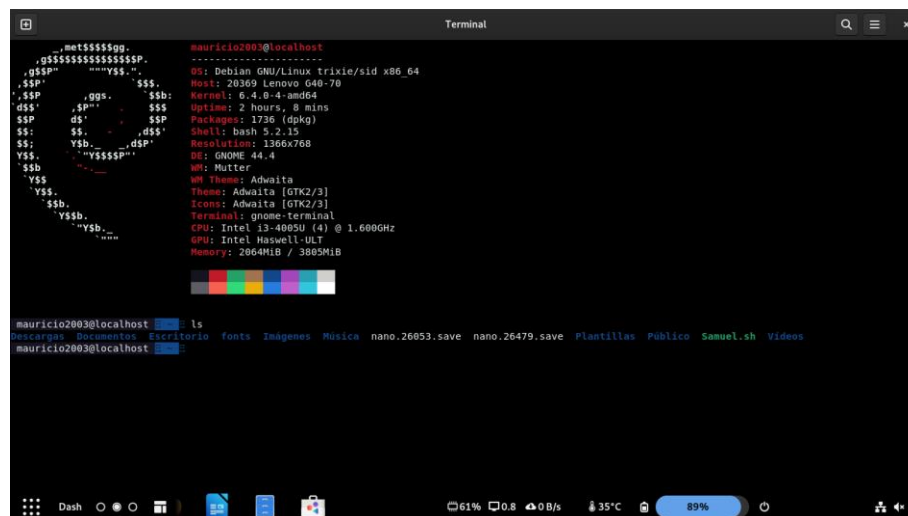 Terminal
_,met$$$$$gg.
,g$$$$$$$$$$$$$$$P.
,g$$P" """Y$$.".
,$$P' `$$$.
',$$P ,ggs. `$$b:
`d$$' ,$P"' . $$$
$$P d$' , $$P
$$: $$. - ,d$$'
$$; Y$b._ _,d$P'
Y$$. `.`"Y$$$$P"'
`$$b "-.__
`Y$$
`Y$$.
`$$b.
`Y$$b.
`"Y$b._
`"""
mauricio2003@localhost
----------------------
OS: Debian GNU/Linux trixie/sid x86_64
Host: 20369 Lenovo G40-70
Kernel: 6.4.0-4-amd64
Uptime: 2 hours, 8 mins
Packages: 1736 (dpkg)
Shell: bash 5.2.15
Resolution: 1366x768
DE: GNOME 44.4
WM: Mutter
WM Theme: Adwaita
Theme: Adwaita [GTK2/3]
Icons: Adwaita [GTK2/3]
Terminal: gnome-terminal
CPU: Intel i3-4005U (4) @ 1.600GHz
GPU: Intel Haswell-ULT
Memory: 2064MiB / 3805MiB
mauricio2003@localhost ~ ls
Descargas Documentos Escritorio fonts Imágenes Música nano.26053.save nano.26479.save Plantillas Público Samuel.sh Vídeos
mauricio2003@localhost ~
Dash 61% 0.8 0 B/s 35°C 89%